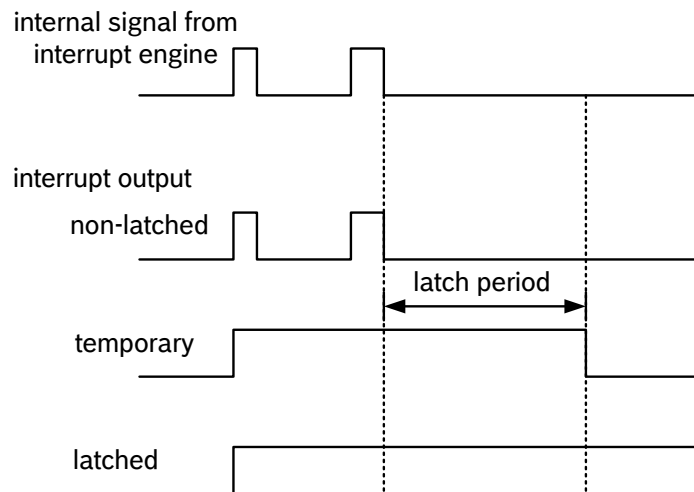 internal signal from
interrupt engine
interrupt output
non-latched
latch period
temporary
latched